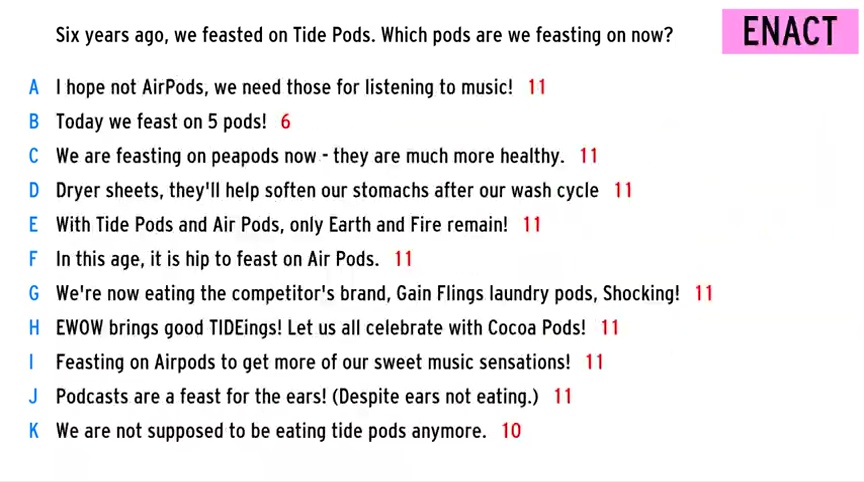 Six years ago, we feasted on Tide Pods. Which pods are we feasting on now?
ENACT
A I hope not AirPods, we need those for listening to music! 11
B Today we feast on 5 pods! 6
C We are feasting on peapods now - they are much more healthy. 11
D Dryer sheets, they'll help soften our stomachs after our wash cycle 11
E With Tide Pods and Air Pods, only Earth and Fire remain! 11
F In this age, it is hip to feast on Air Pods. 11
G We're now eating the competitor's brand, Gain Flings laundry pods, Shocking! 11
H EWOW brings good TIDEings! Let us all celebrate with Cocoa Pods! 11
I Feasting on Airpods to get more of our sweet music sensations! 11
J Podcasts are a feast for the ears! (Despite ears not eating.) 11
K We are not supposed to be eating tide pods anymore. 10